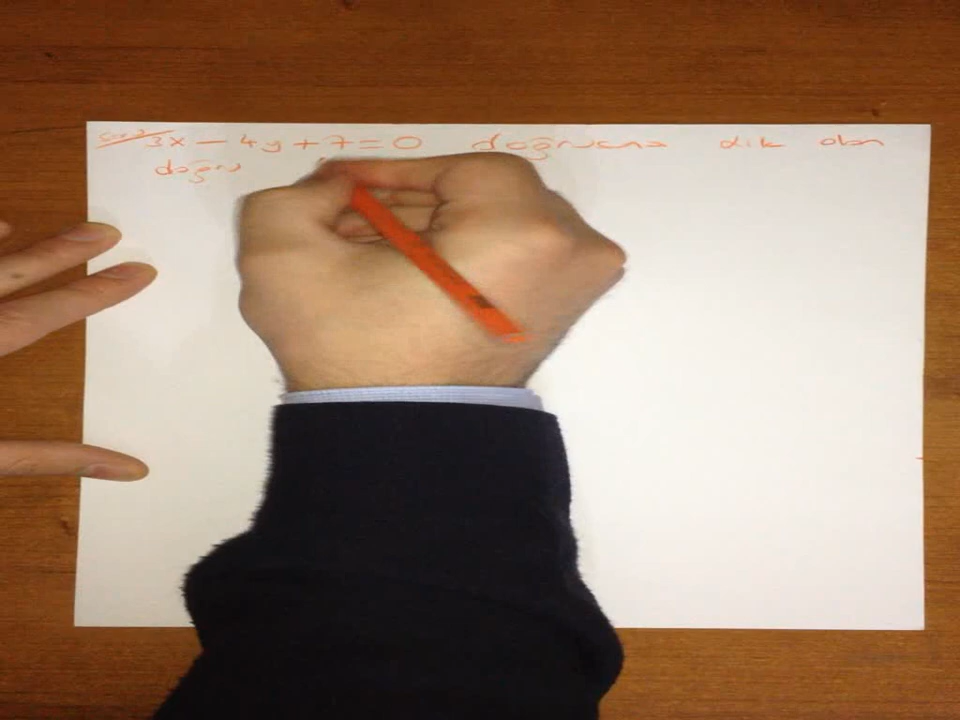 3x - 4y + 7 = 0 doğrusuna dik olan
doğru